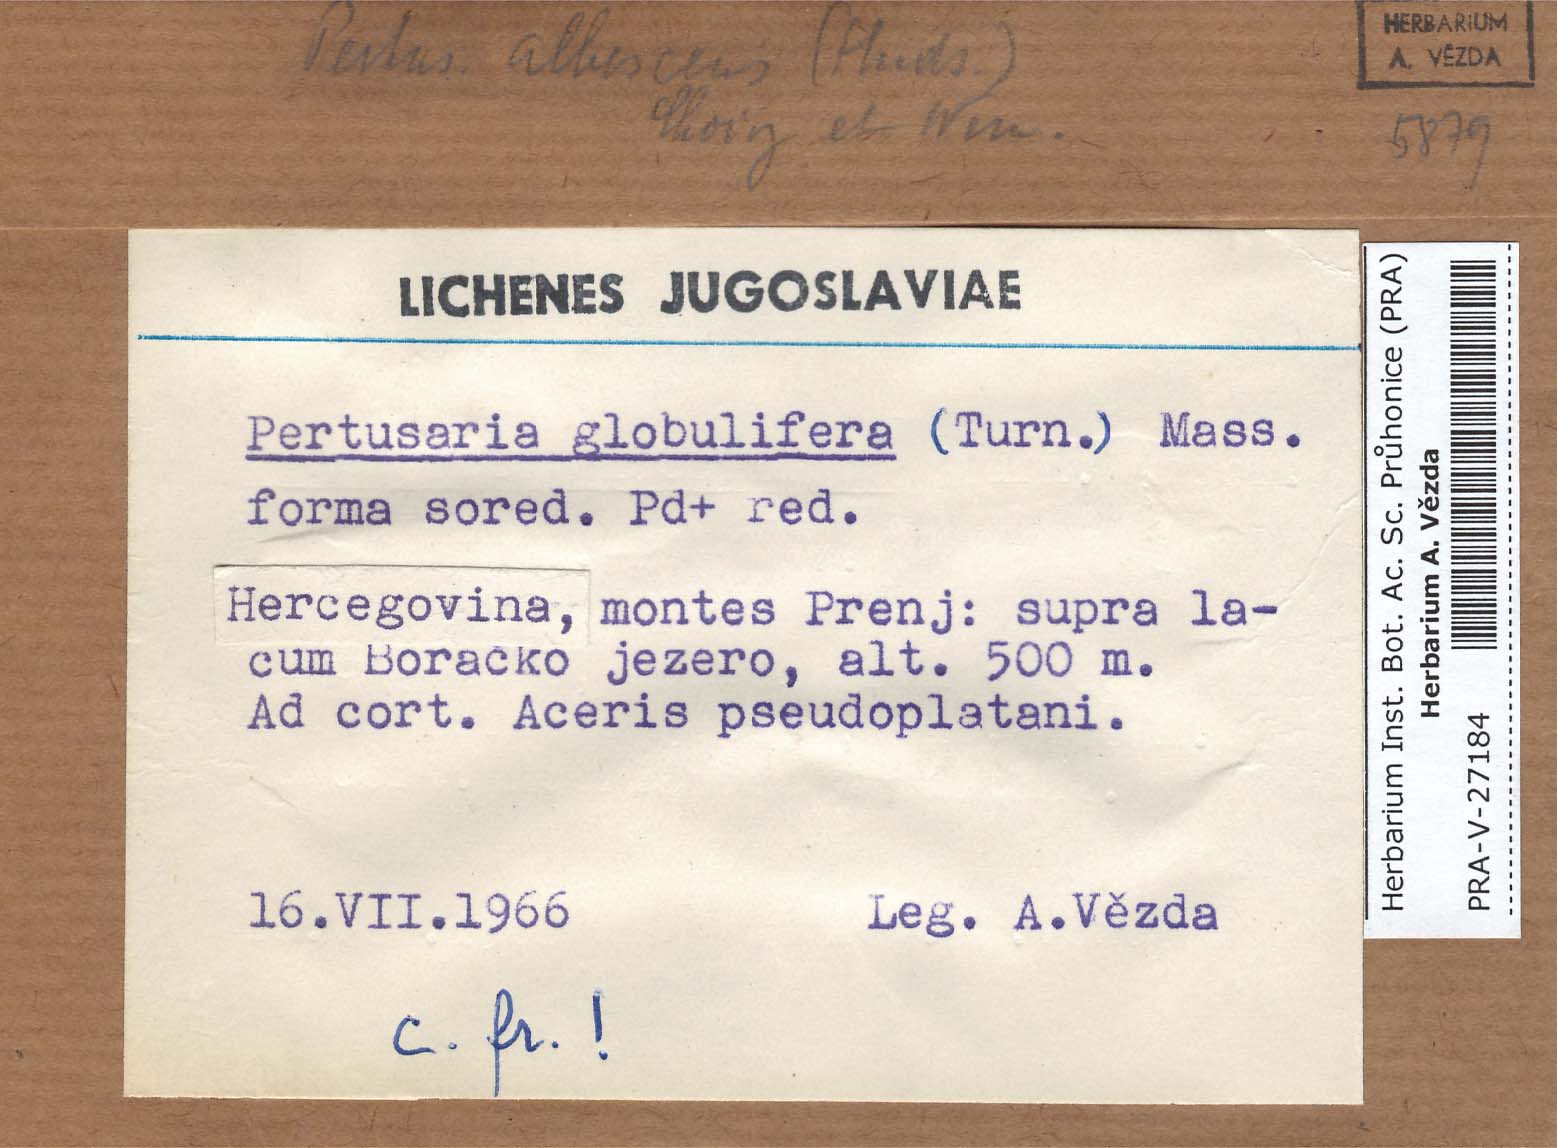 Pertus. albescens (Huds.)
Choisy et Wern.
HERBARIUM
A. VĚZDA
5879
LICHENES JUGOSLAVIAE
Pertusaria globulifera (Turn.) Mass.
forma sored. Pd+ red.
Hercegovina, montes Prenj: supra la-
cum Boračko jezero, alt. 500 m.
Ad cort. Aceris pseudoplatani.
16.VII.1966 Leg. A.Vězda
c. fr. !
Herbarium Inst. Bot. Ac. Sc. Průhonice (PRA)
Herbarium A. Vězda
PRA-V-27184